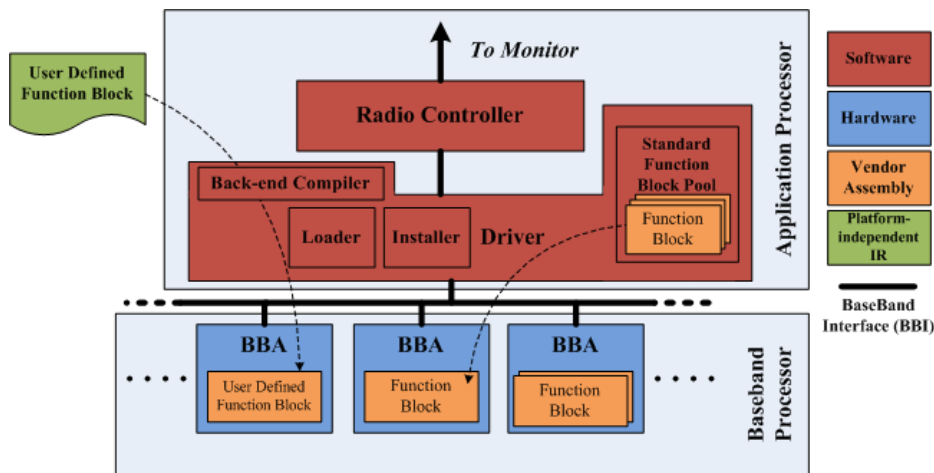 To Monitor
User Defined
Function Block
Radio Controller
Standard
Function
Block Pool
Back-end Compiler
Loader
Installer
Driver
Function
Block
Application Processor
Software
Hardware
Vendor
Assembly
Platform-
independent
IR
BaseBand
Interface (BBI)
BBA
BBA
BBA
User Defined
Function Block
Function
Block
Function
Block
Baseband
Processor